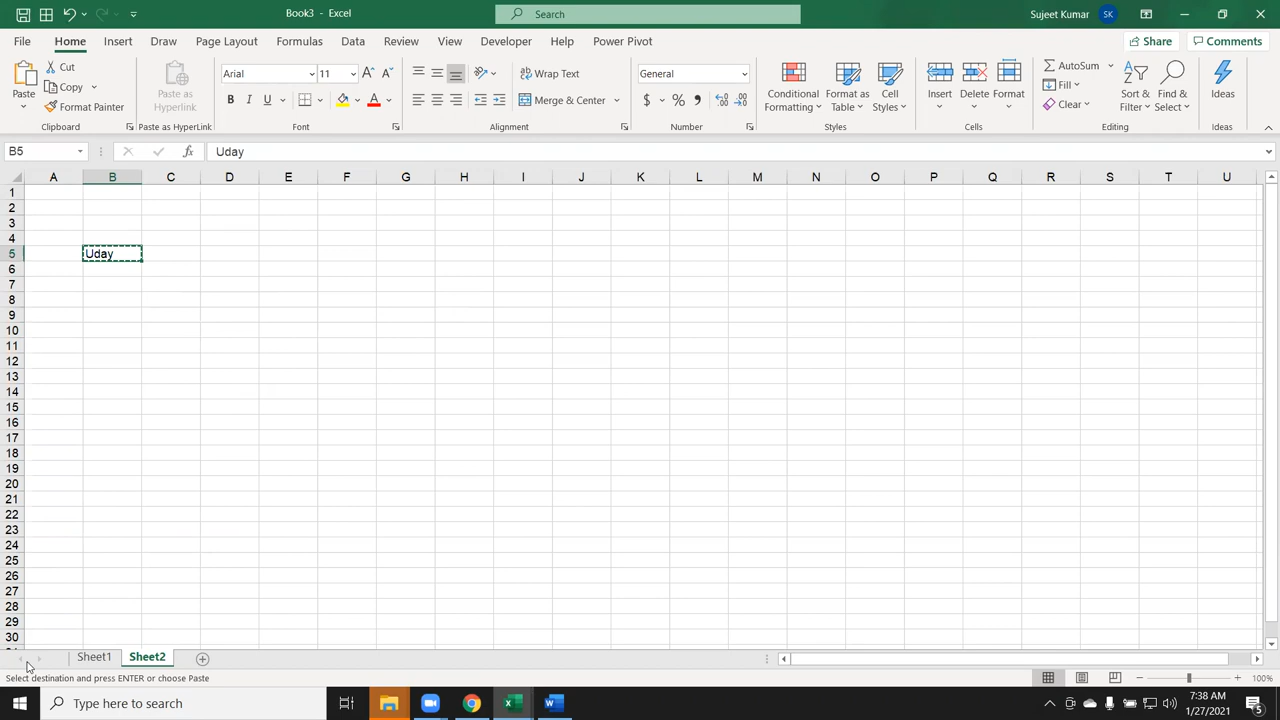 Book3 - Excel
Search
Sujeet Kumar
SK
File Home Insert Draw Page Layout Formulas Data Review View Developer Help Power Pivot
Share
Comments
Paste
Cut
Copy
Format Painter
Clipboard
Paste as Hyperlink
Paste as HyperLink
Arial
11
B I U
Font
Wrap Text
Merge & Center
Alignment
General
$ % ,
Number
Conditional Formatting
Format as Table
Cell Styles
Styles
Insert
Delete
Format
Cells
AutoSum
Fill
Clear
Sort & Filter
Find & Select
Editing
Ideas
Ideas
B5
fx
Uday
A B C D E F G H I J K L M N O P Q R S T U
1
2
3
4
5 Uday
6
7
8
9
10
11
12
13
14
15
16
17
18
19
20
21
22
23
24
25
26
27
28
29
30
Sheet1 Sheet2
Select destination and press ENTER or choose Paste
100%
Type here to search
7:38 AM
1/27/2021
5